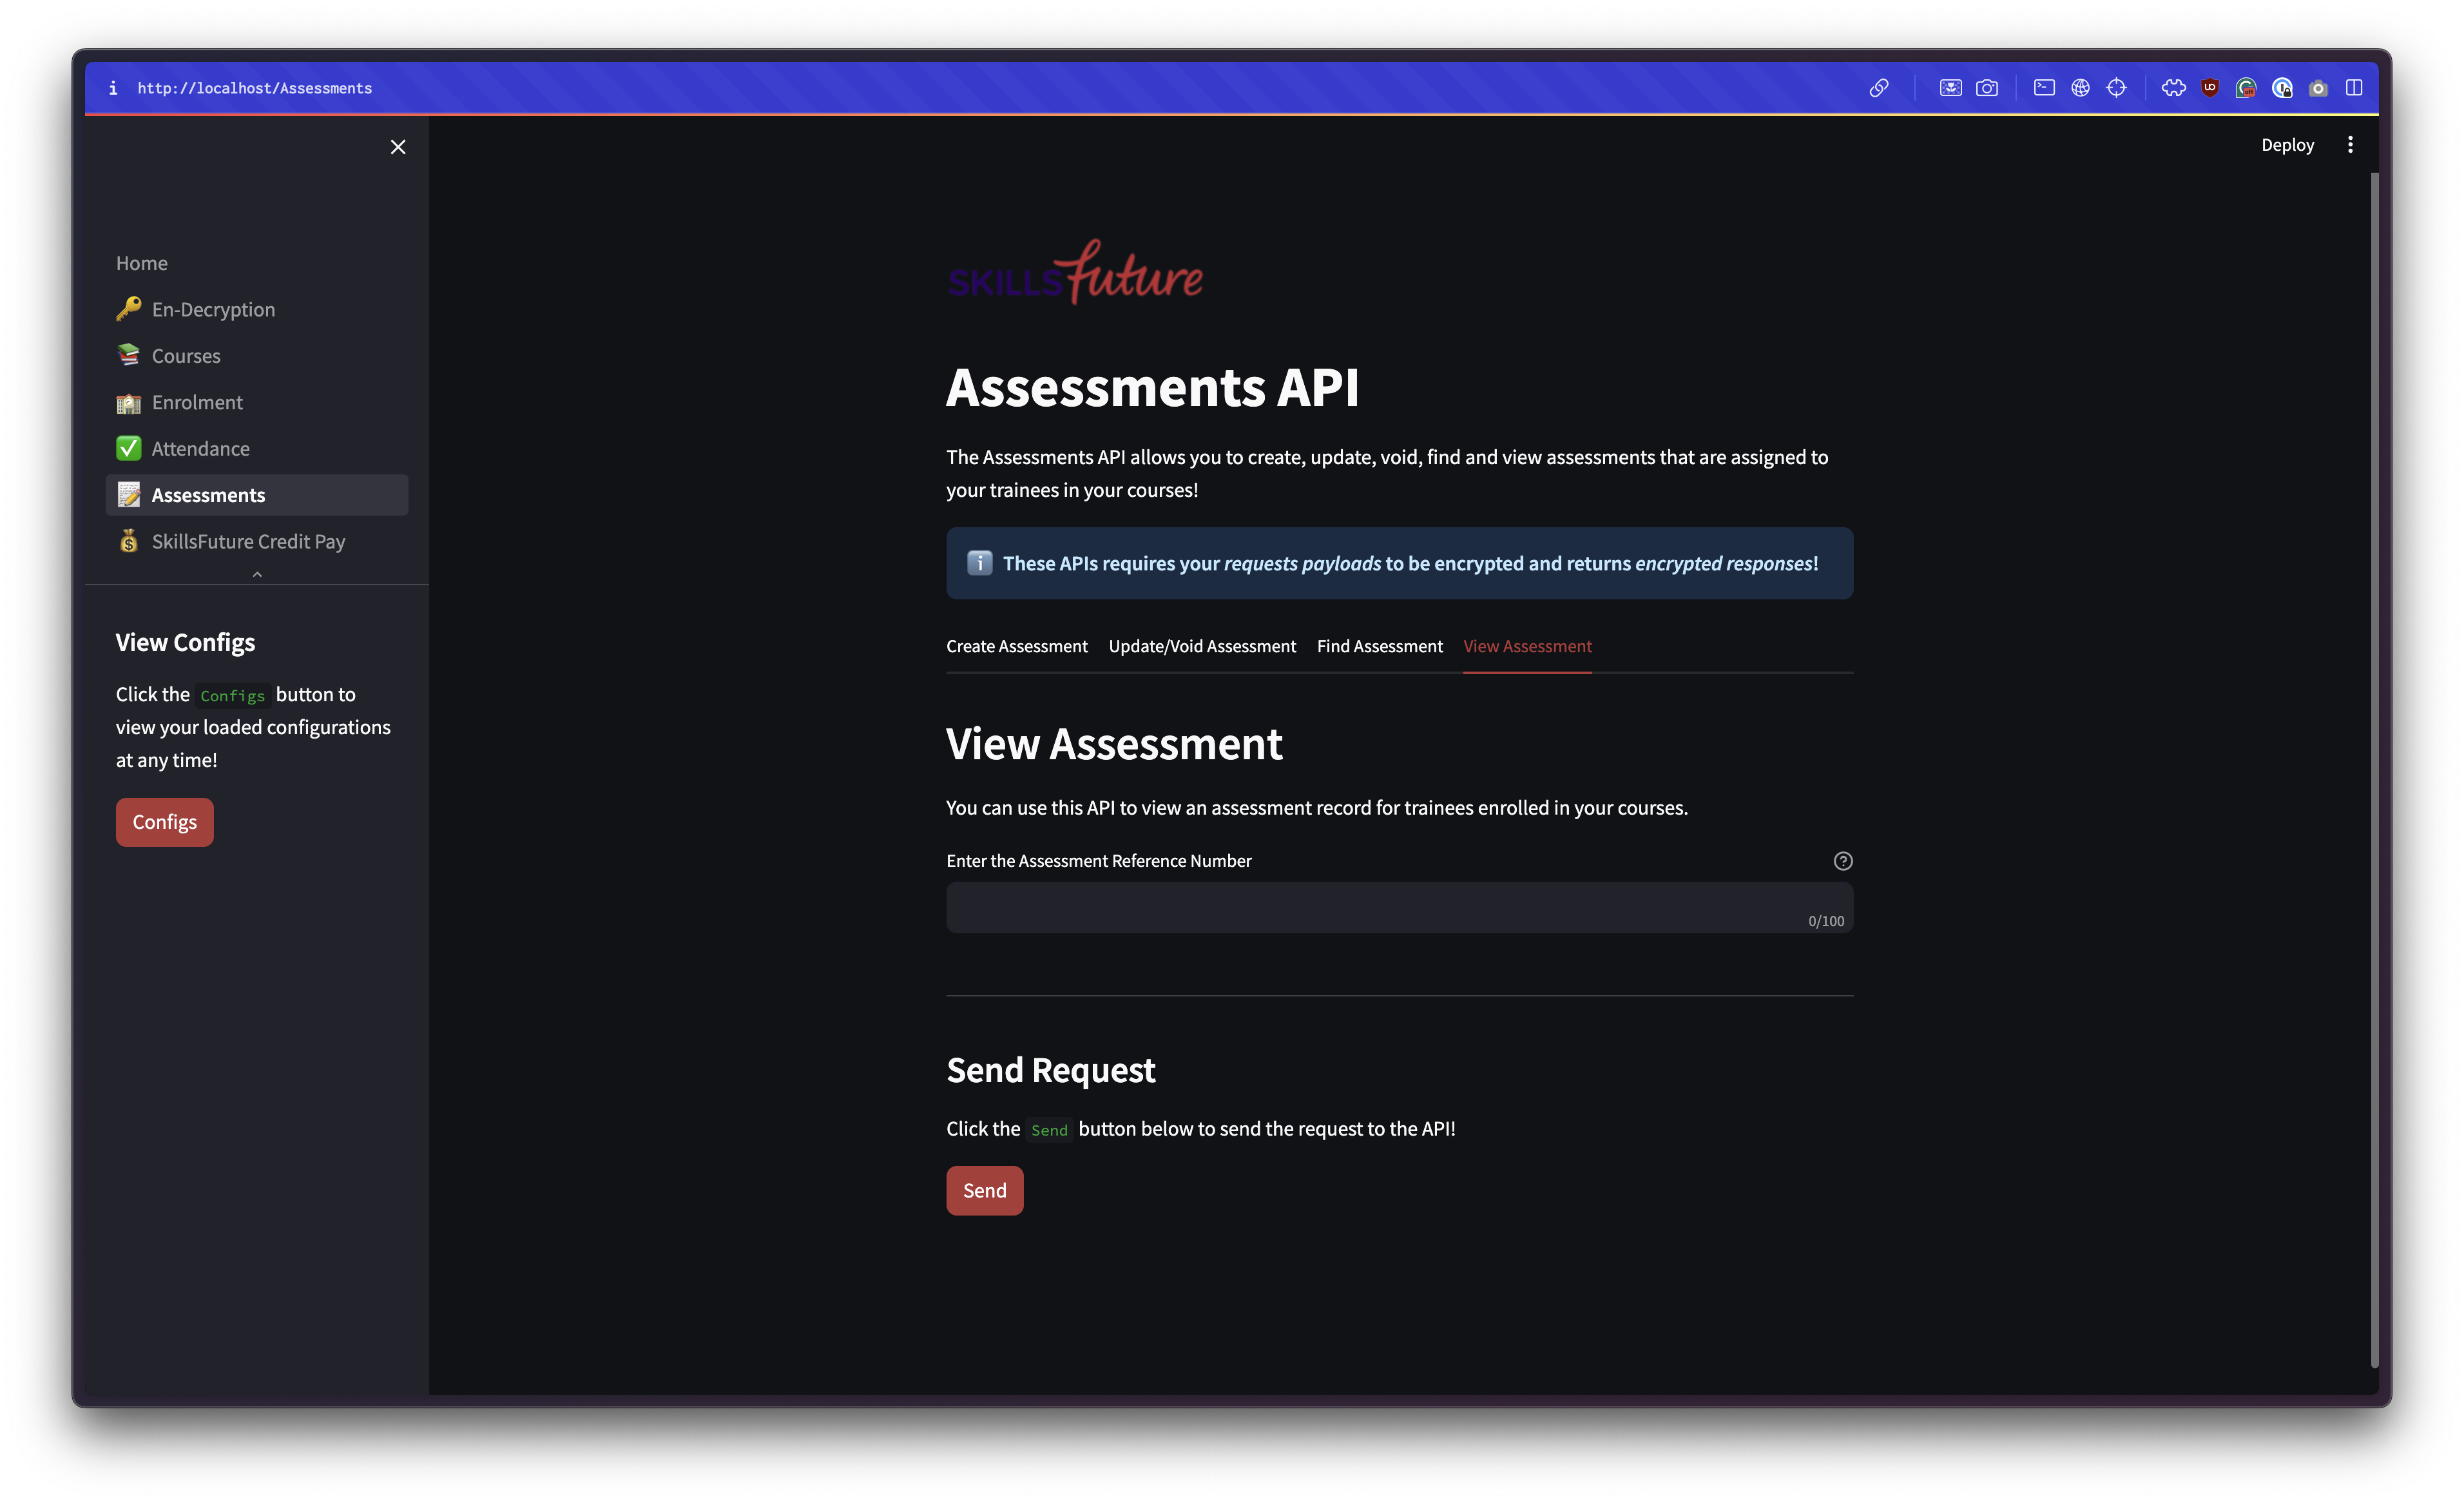 http://localhost/Assessments
Deploy
Home
En-Decryption
Courses
Enrolment
Attendance
Assessments
SkillsFuture Credit Pay
View Configs
Click the Configs button to
view your loaded configurations
at any time!
Configs
SKILLSfuture
Assessments API
The Assessments API allows you to create, update, void, find and view assessments that are assigned to
your trainees in your courses!
These APIs requires your requests payloads to be encrypted and returns encrypted responses!
Create Assessment Update/Void Assessment Find Assessment View Assessment
View Assessment
You can use this API to view an assessment record for trainees enrolled in your courses.
Enter the Assessment Reference Number
0/100
Send Request
Click the Send button below to send the request to the API!
Send